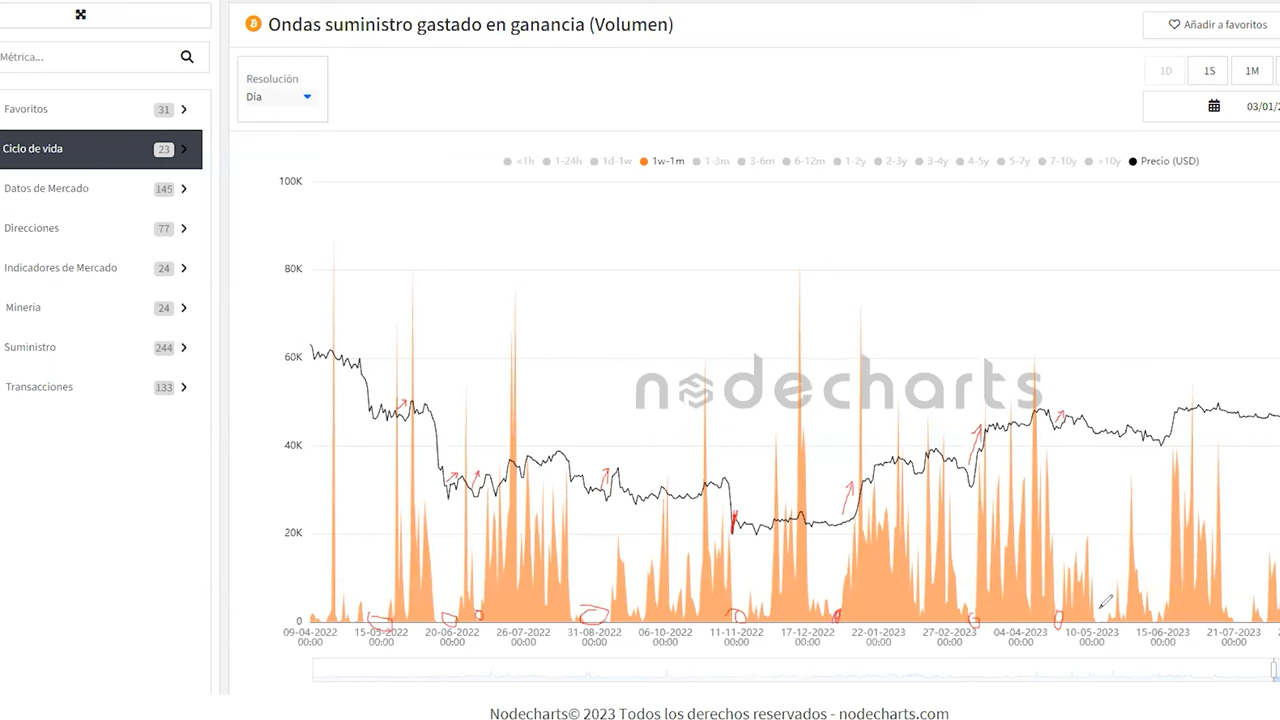 Ondas suministro gastado en ganancia (Volumen)
Añadir a favoritos
Métrica...
Resolución
Día
1D 1S 1M
03/01/2
Favoritos 31
Ciclo de vida 23
Datos de Mercado 145
Direcciones 77
Indicadores de Mercado 24
Mineria 24
Suministro 244
Transacciones 133
<1h 1-24h 1d-1w 1w-1m 1-3m 3-6m 6-12m 1-2y 2-3y 3-4y 4-5y 5-7y 7-10y >10y Precio (USD)
100K
80K
60K
40K
20K
0
nodecharts
09-04-2022 15-05-2022 20-06-2022 26-07-2022 31-08-2022 06-10-2022 11-11-2022 17-12-2022 22-01-2023 27-02-2023 04-04-2023 10-05-2023 15-06-2023 21-07-2023
00:00 00:00 00:00 00:00 00:00 00:00 00:00 00:00 00:00 00:00 00:00 00:00 00:00 00:00
Nodecharts© 2023 Todos los derechos reservados - nodecharts.com